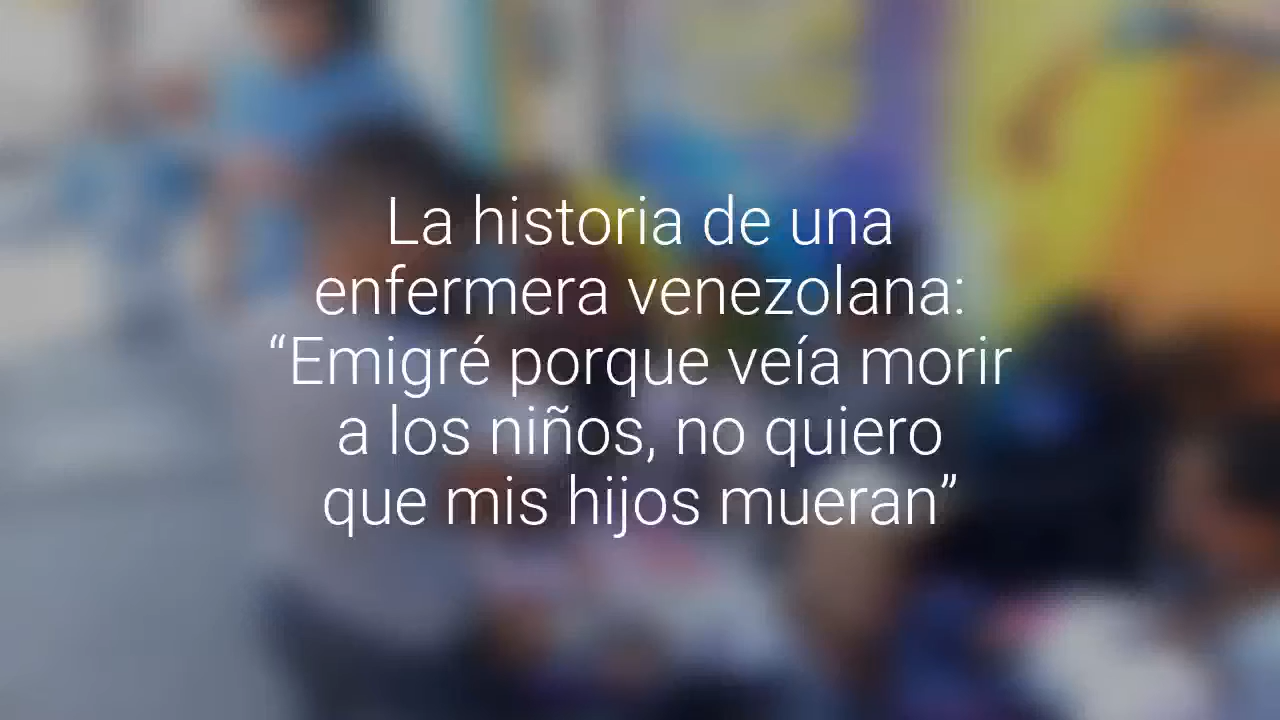 La historia de una
enfermera venezolana:
“Emigré porque veía morir
a los niños, no quiero
que mis hijos mueran”